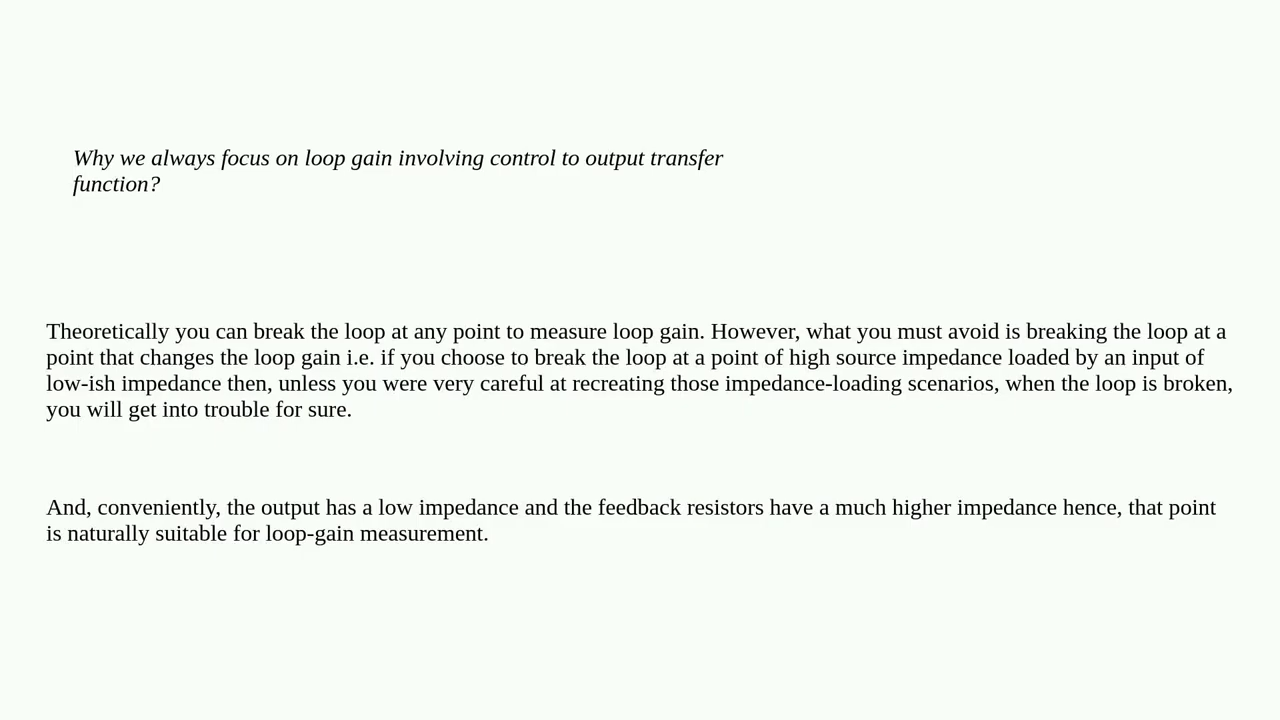 Why we always focus on loop gain involving control to output transfer
function?
Theoretically you can break the loop at any point to measure loop gain. However, what you must avoid is breaking the loop at a
point that changes the loop gain i.e. if you choose to break the loop at a point of high source impedance loaded by an input of
low-ish impedance then, unless you were very careful at recreating those impedance-loading scenarios, when the loop is broken,
you will get into trouble for sure.
And, conveniently, the output has a low impedance and the feedback resistors have a much higher impedance hence, that point
is naturally suitable for loop-gain measurement.